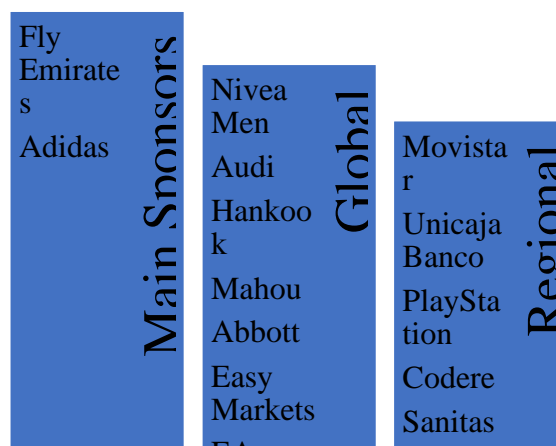 Fly
Emirate
s
Adidas
Main Sponsors
Nivea
Men
Audi
Hankoo
k
Mahou
Abbott
Easy
Markets
EA
Global
Movista
r
Unicaja
Banco
PlaySta
tion
Codere
Sanitas
Regional